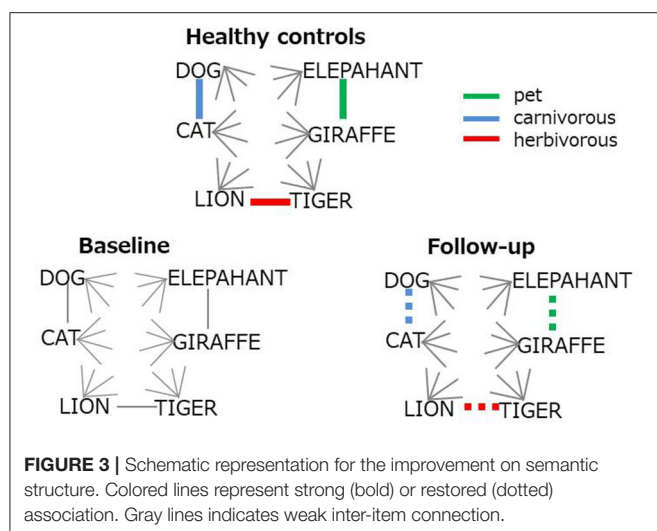 Healthy controls
DOG ELEPAHANT
pet
carnivorous
CAT GIRAFFE
herbivorous
LION TIGER
Baseline Follow-up
DOG ELEPAHANT DOG ELEPAHANT
CAT GIRAFFE CAT GIRAFFE
LION TIGER LION TIGER
FIGURE 3 | Schematic representation for the improvement on semantic
structure. Colored lines represent strong (bold) or restored (dotted)
association. Gray lines indicates weak inter-item connection.